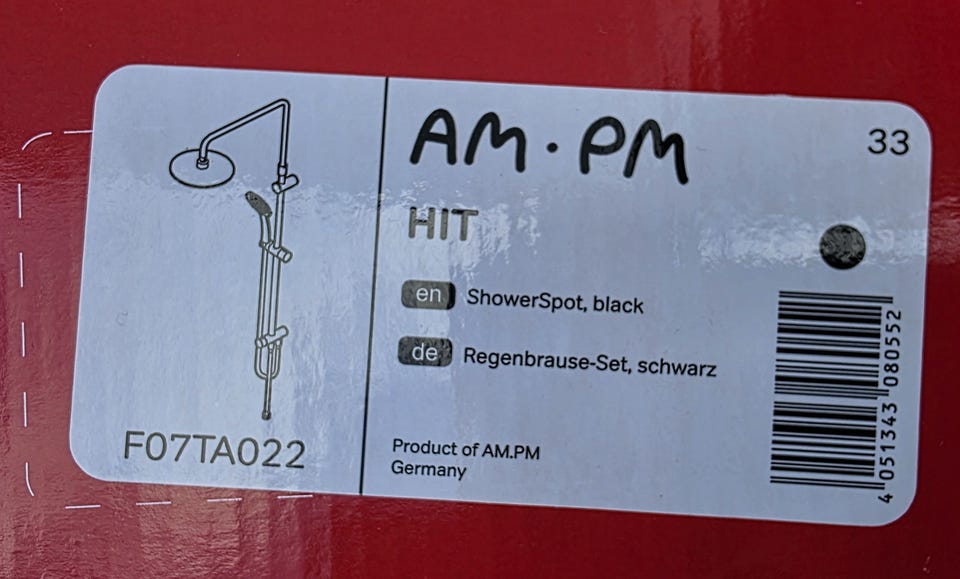 AM.PM
33
HIT
en ShowerSpot, black
de Regenbrause-Set, schwarz
F07TA022
Product of AM.PM
Germany
4 051343 080552